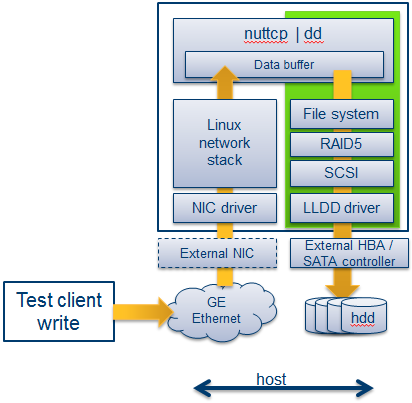 nuttcp | dd
Data buffer
Linux
network
stack
NIC driver
File system
RAID5
SCSI
LLDD driver
External NIC
External HBA /
SATA controller
Test client
write
GE
Ethernet
hdd
host